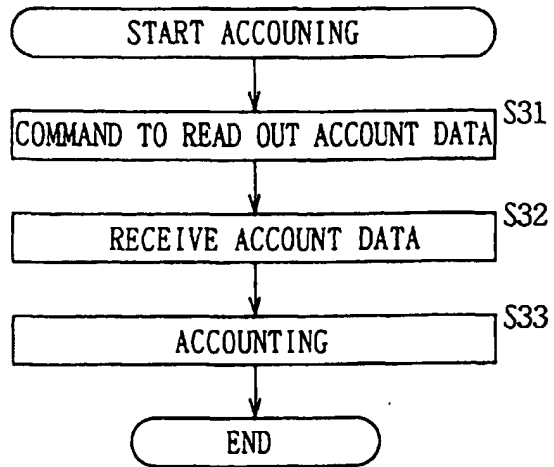 START ACCOUNING
COMMAND TO READ OUT ACCOUNT DATA
S31
RECEIVE ACCOUNT DATA
S32
ACCOUNTING
S33
END